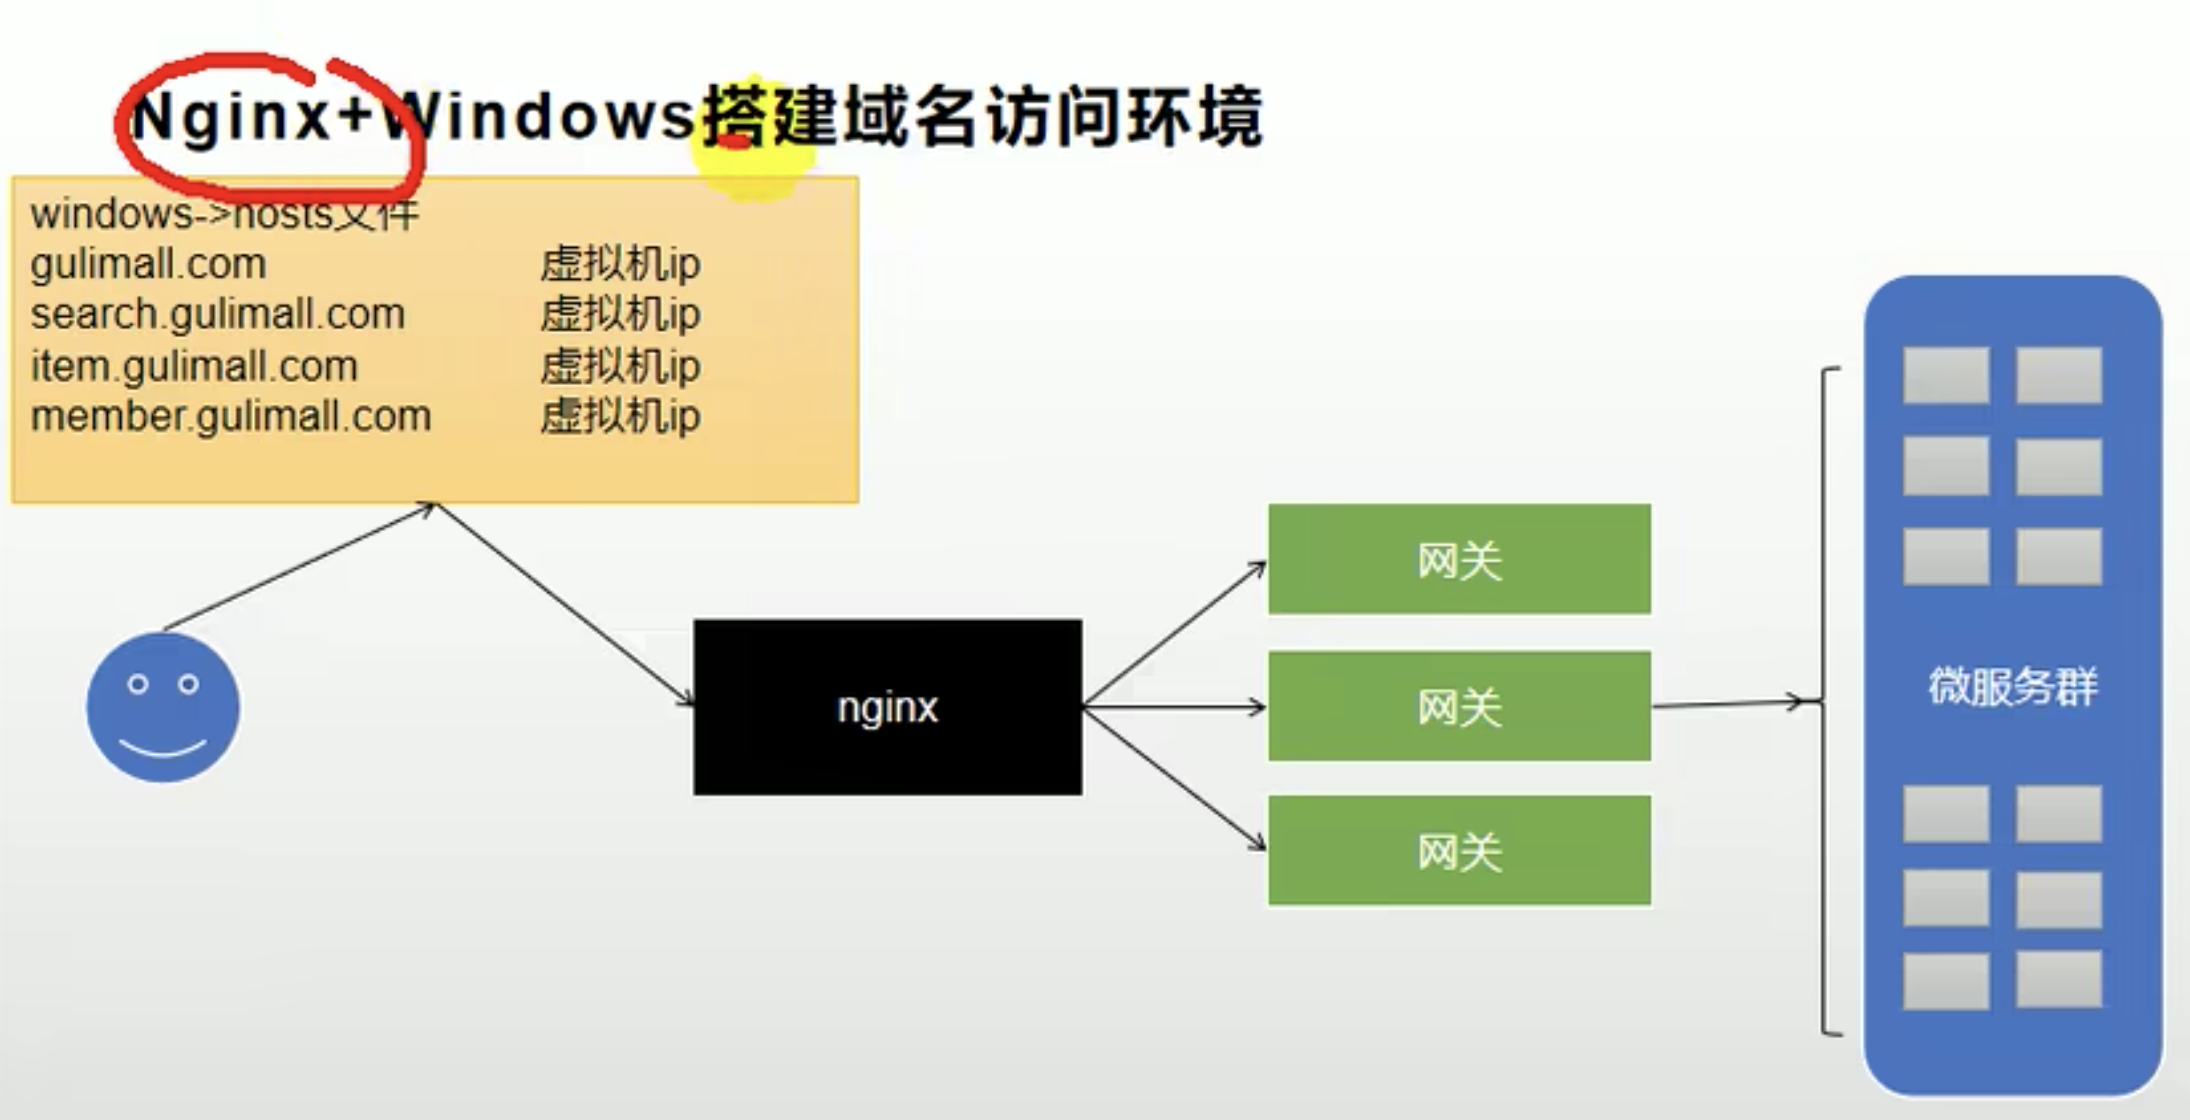 Nginx+Windows搭建域名访问环境
windows->hosts文件
gulimall.com 虚拟机ip
search.gulimall.com 虚拟机ip
item.gulimall.com 虚拟机ip
member.gulimall.com 虚拟机ip
网关
nginx
网关
网关
微服务群